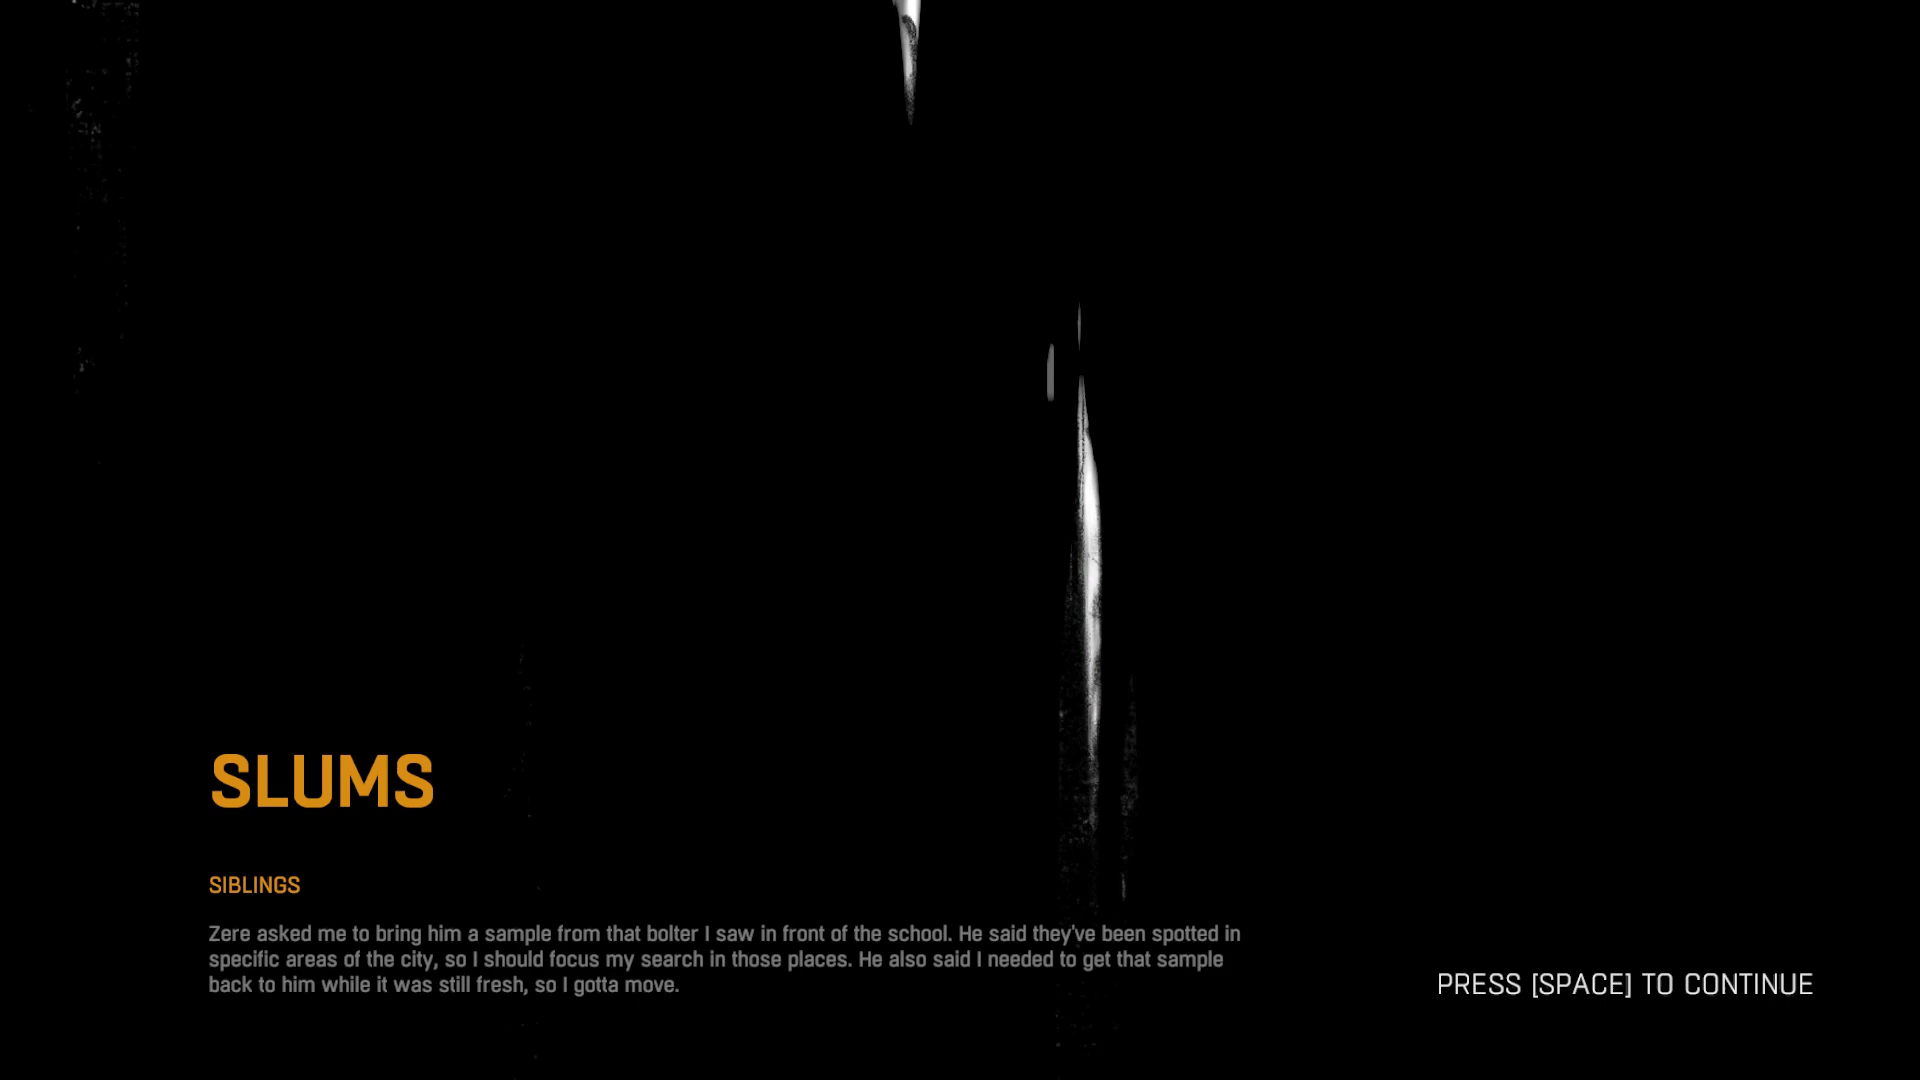 SLUMS
SIBLINGS
Zere asked me to bring him a sample from that bolter I saw in front of the school. He said they've been spotted in
specific areas of the city, so I should focus my search in those places. He also said I needed to get that sample
back to him while it was still fresh, so I gotta move.
PRESS [SPACE] TO CONTINUE